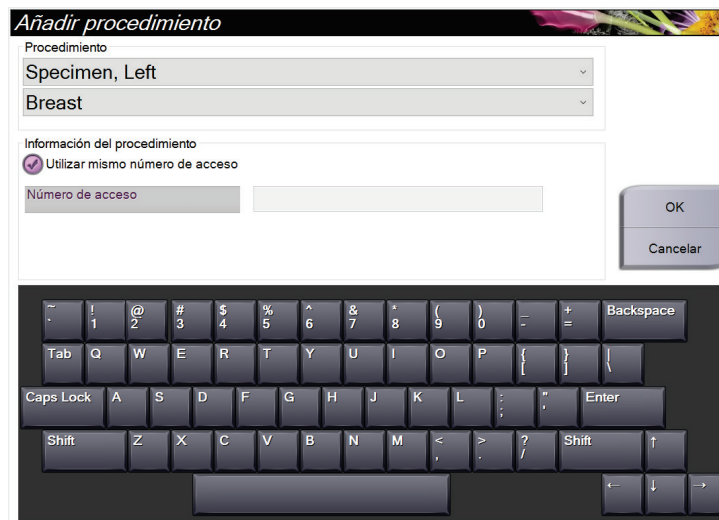 Añadir procedimiento
Procedimiento
Specimen, Left
Breast
Información del procedimiento
Utilizar mismo número de acceso
Número de acceso
OK
Cancelar
~ ! @ # $ % ^ & * ( ) _ + Backspace
` 1 2 3 4 5 6 7 8 9 0 - =
Tab Q W E R T Y U I O P { } |
[ ] \
Caps Lock A S D F G H J K L : " Enter
; '
Shift Z X C V B N M < > ? Shift ↑
, . /
← ↓ →